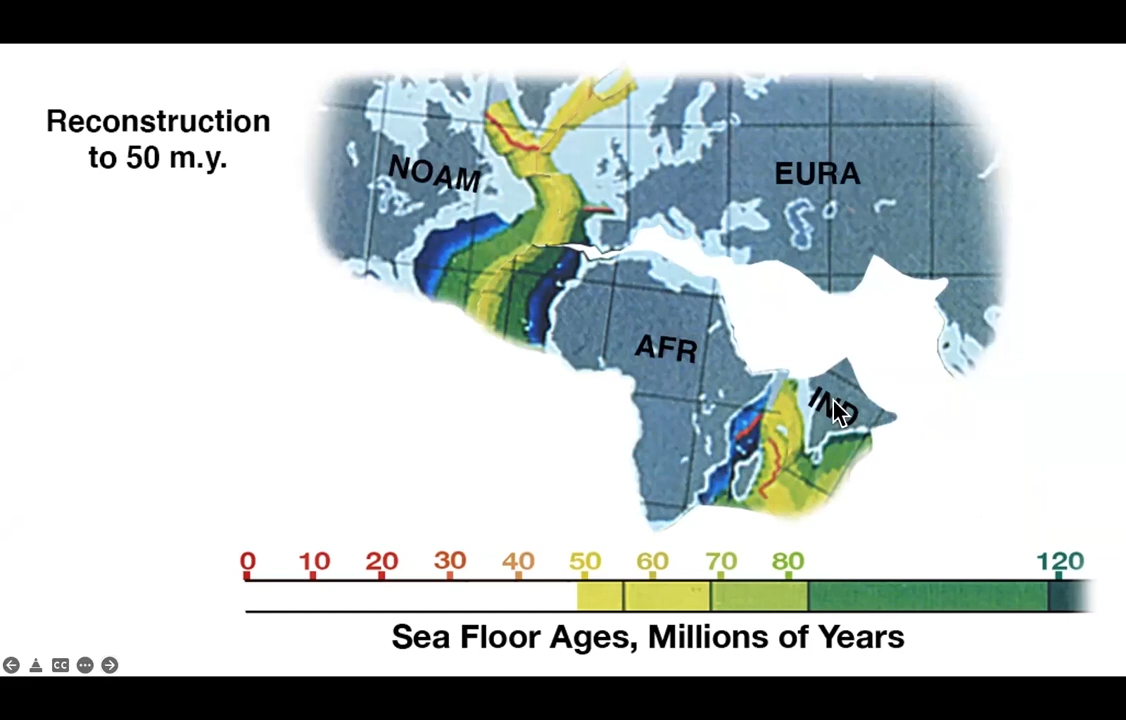 Reconstruction
to 50 m.y.
NOAM
EURA
AFR
IND
0 10 20 30 40 50 60 70 80 120
Sea Floor Ages, Millions of Years
CC